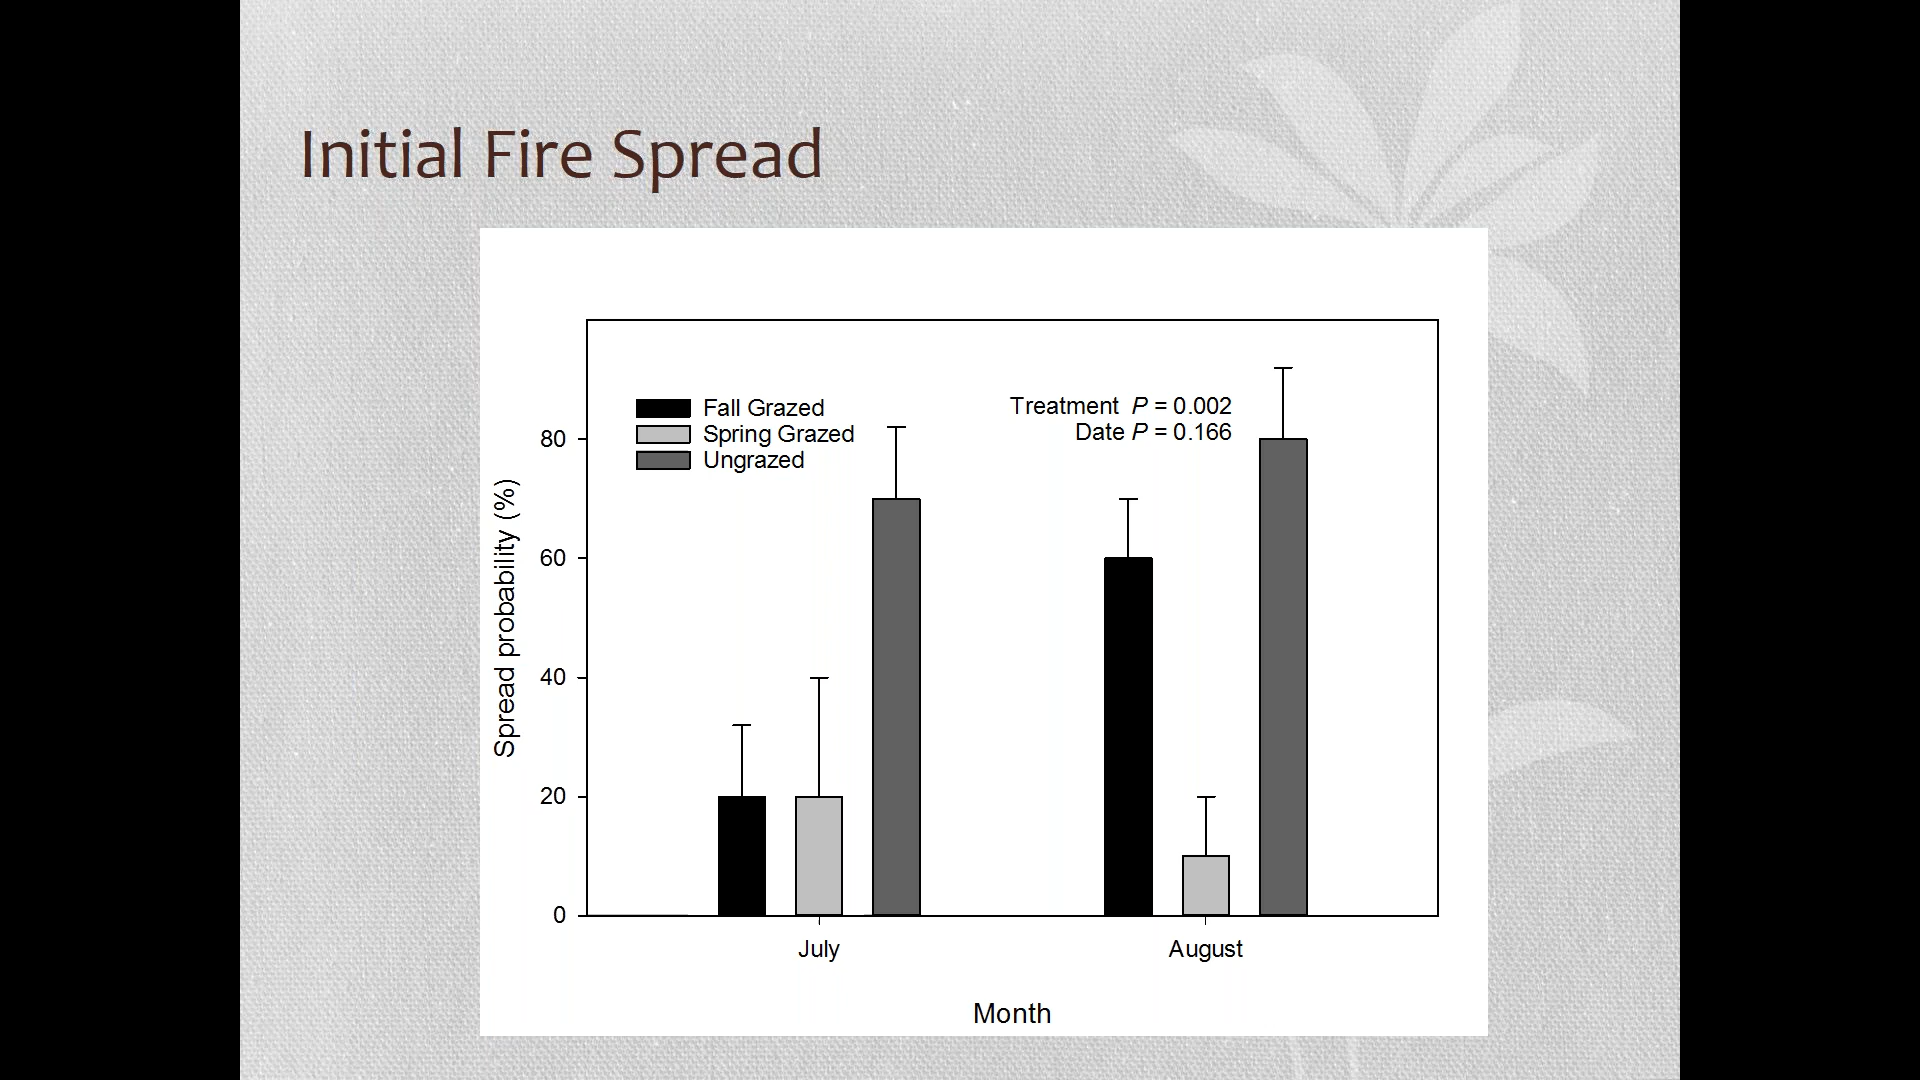 Initial Fire Spread
Fall Grazed
Spring Grazed
Ungrazed
Treatment P = 0.002
Date P = 0.166
Spread probability (%)
80
60
40
20
0
July
August
Month